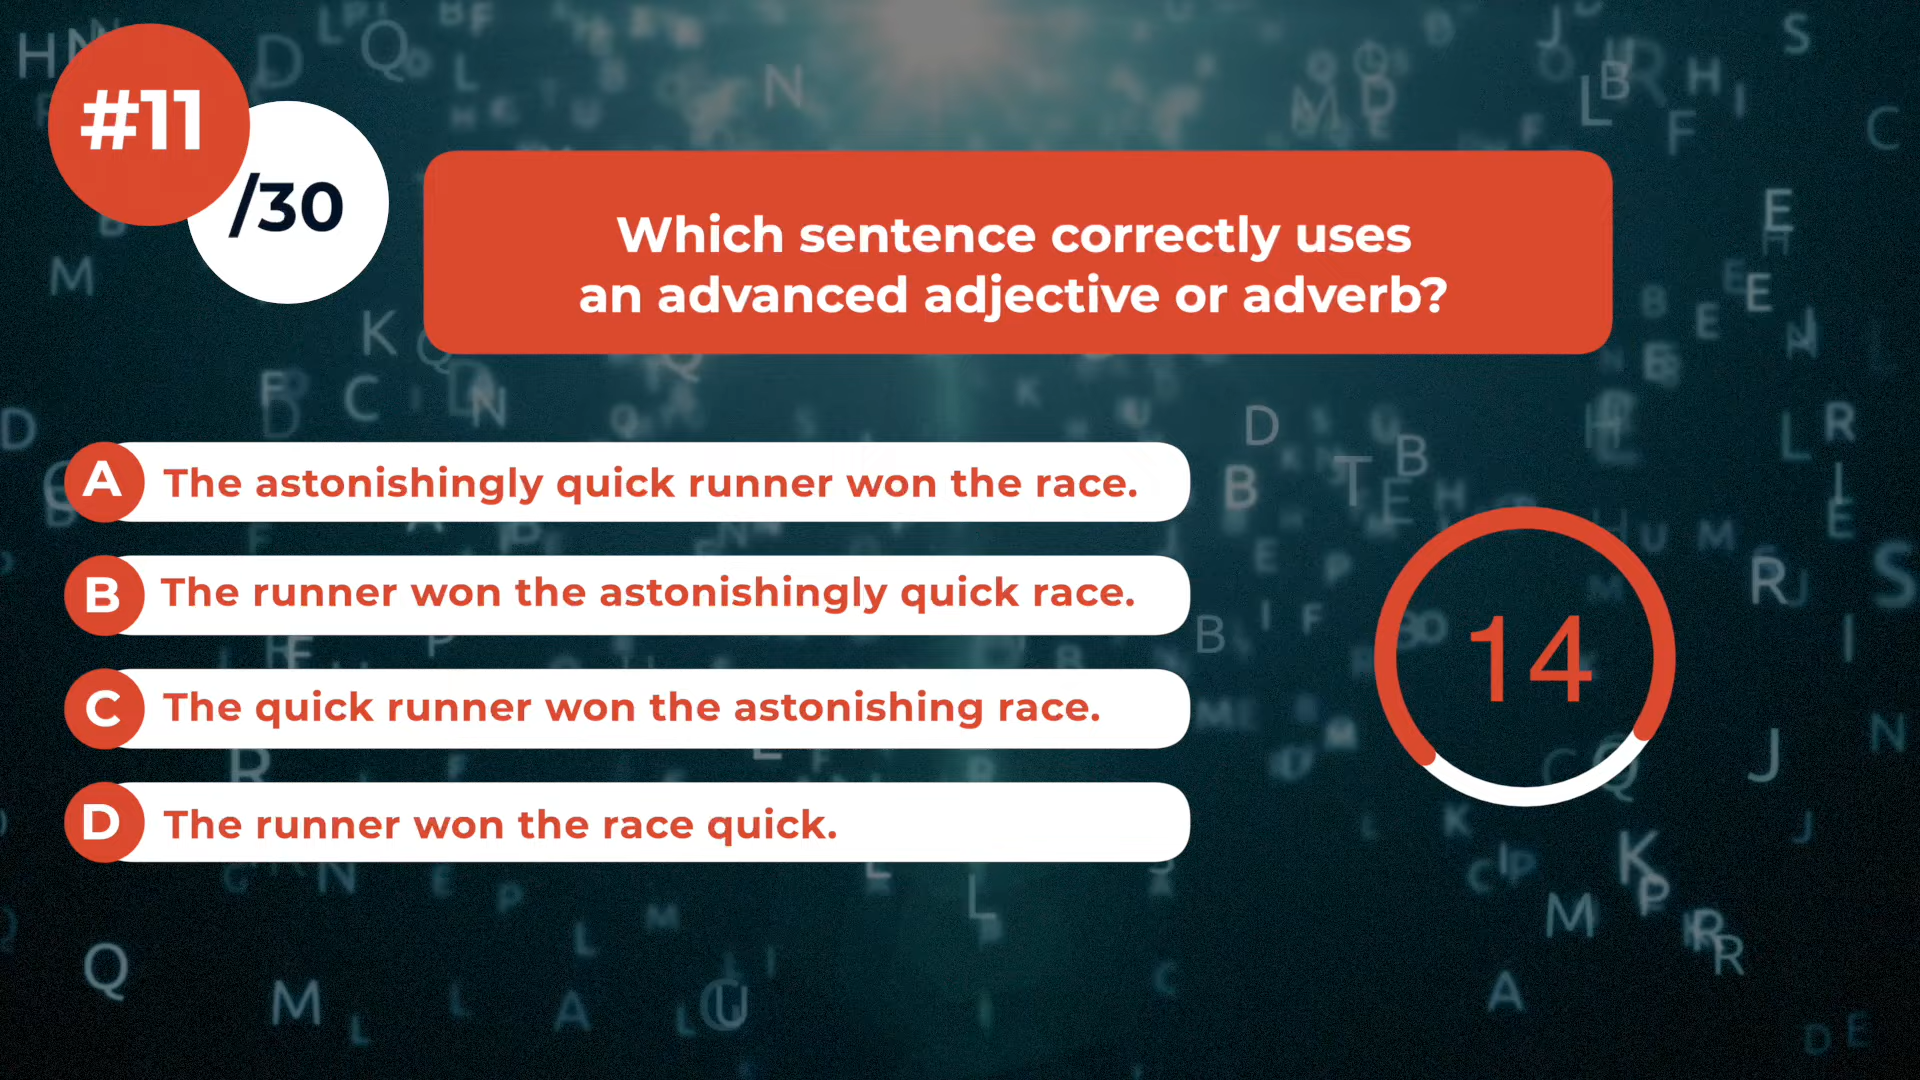 #11
/30
Which sentence correctly uses
an advanced adjective or adverb?
A The astonishingly quick runner won the race.
B The runner won the astonishingly quick race.
C The quick runner won the astonishing race.
D The runner won the race quick.
14